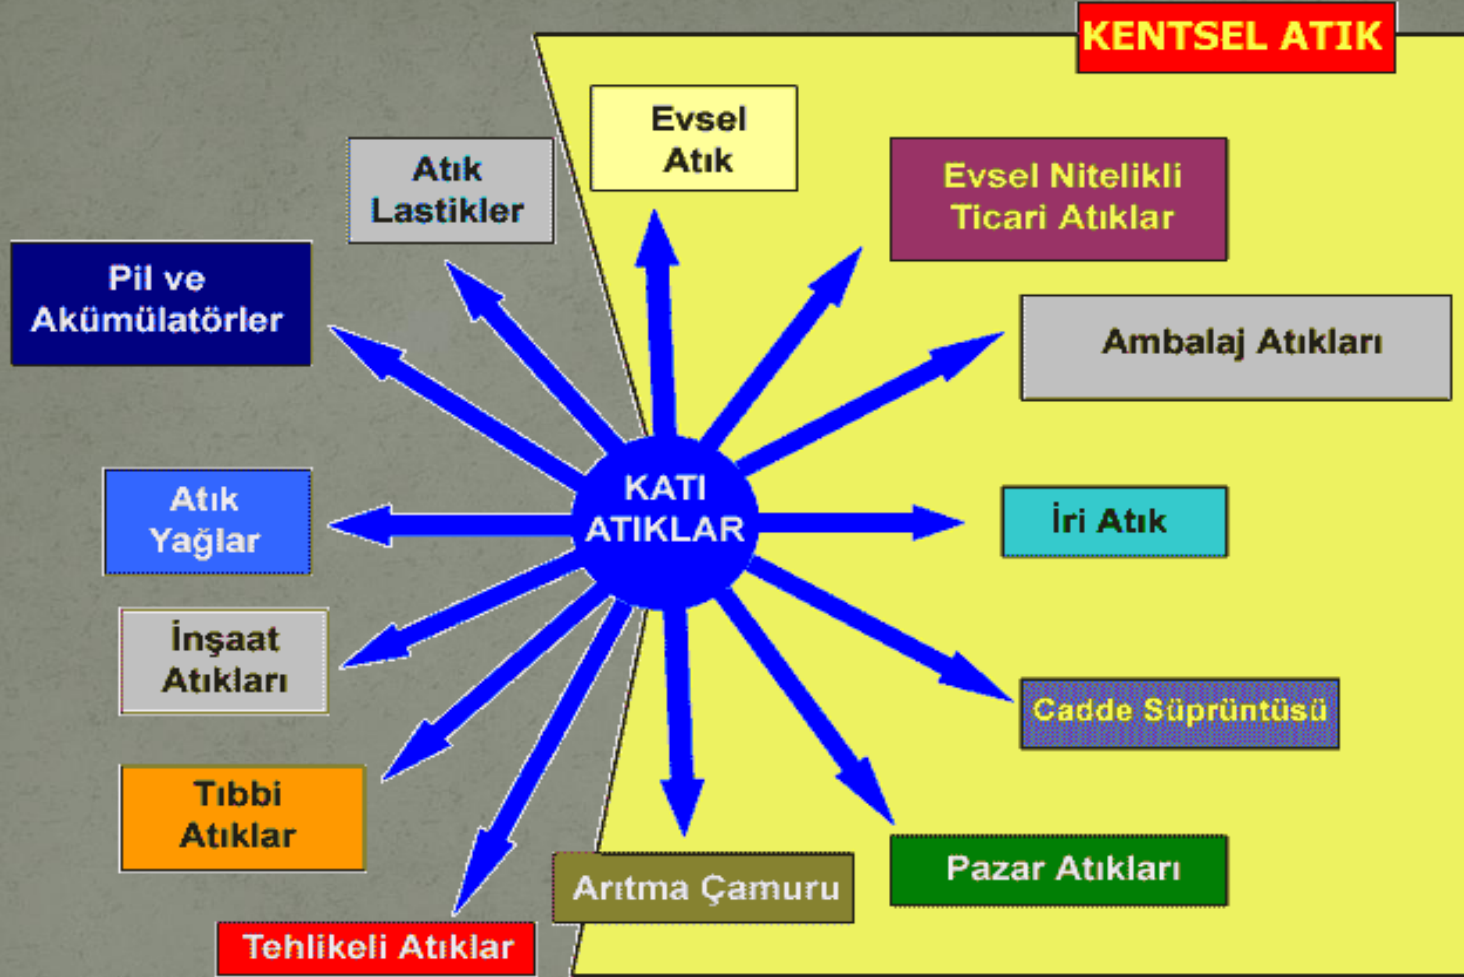 KENTSEL ATIK
Evsel
Atık
Evsel Nitelikli
Ticari Atıklar
Atık
Lastikler
Pil ve
Akümülatörler
Ambalaj Atıkları
Atık
Yağlar
KATI
ATIKLAR
İri Atık
İnşaat
Atıkları
Cadde Süprüntüsü
Tıbbi
Atıklar
Arıtma Çamuru
Pazar Atıkları
Tehlikeli Atıklar